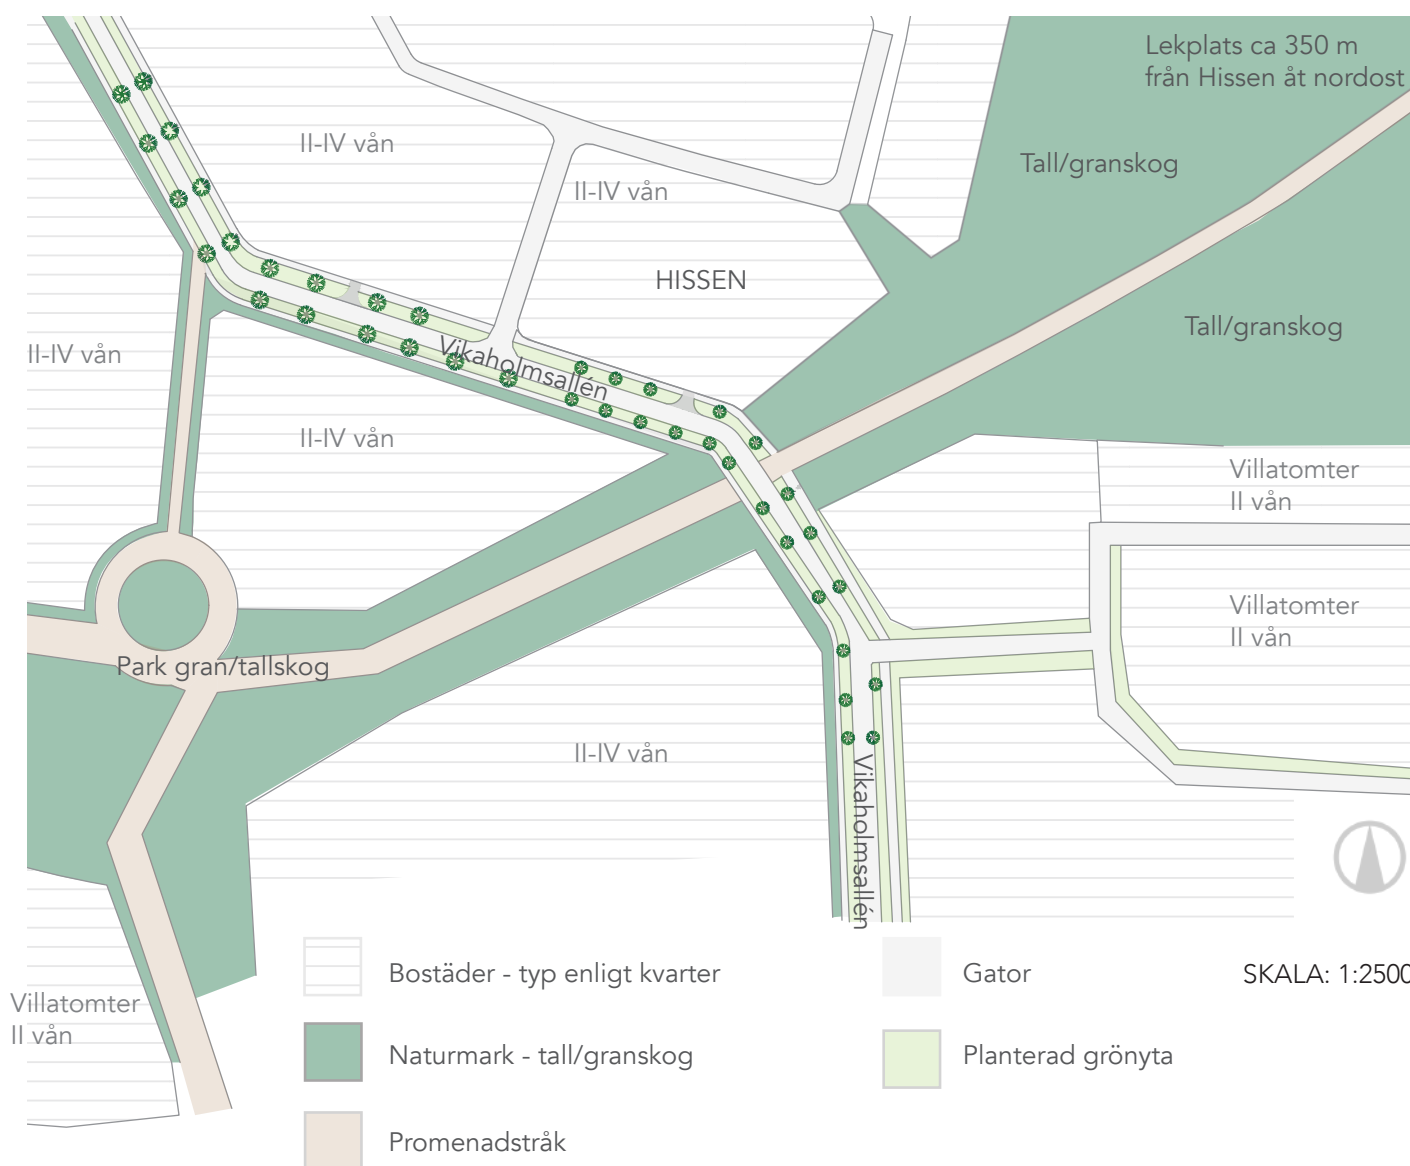 Lekplats ca 350 m
från Hissen åt nordost
II-IV vån
Tall/granskog
II-IV vån
HISSEN
Tall/granskog
II-IV vån
Vikaholmsallén
II-IV vån
Villatomter
II vån
Villatomter
II vån
Park gran/tallskog
II-IV vån
Vikaholmsallén
Bostäder - typ enligt kvarter
Gator
SKALA: 1:2500
Villatomter
II vån
Naturmark - tall/granskog
Planterad grönyta
Promenadstråk